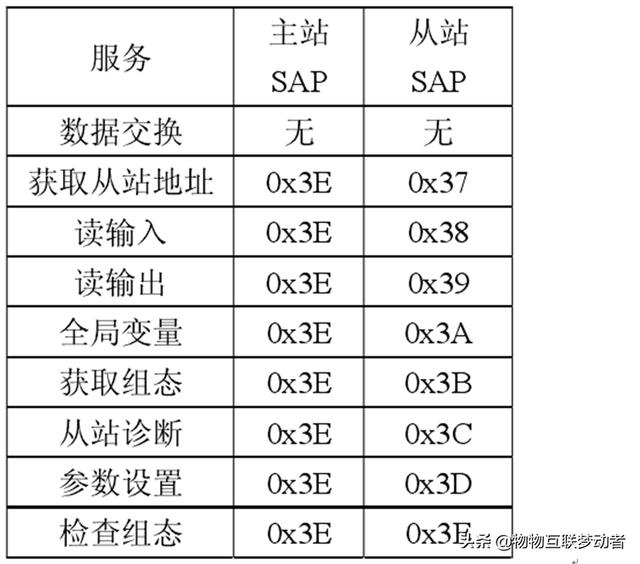 服务 主站 SAP 从站 SAP
数据交换 无 无
获取从站地址 0x3E 0x37
读输入 0x3E 0x38
读输出 0x3E 0x39
全局变量 0x3E 0x3A
获取组态 0x3E 0x3B
从站诊断 0x3E 0x3C
参数设置 0x3E 0x3D
检查组态 0x3E 0x3E
头条 @物物互联梦动者